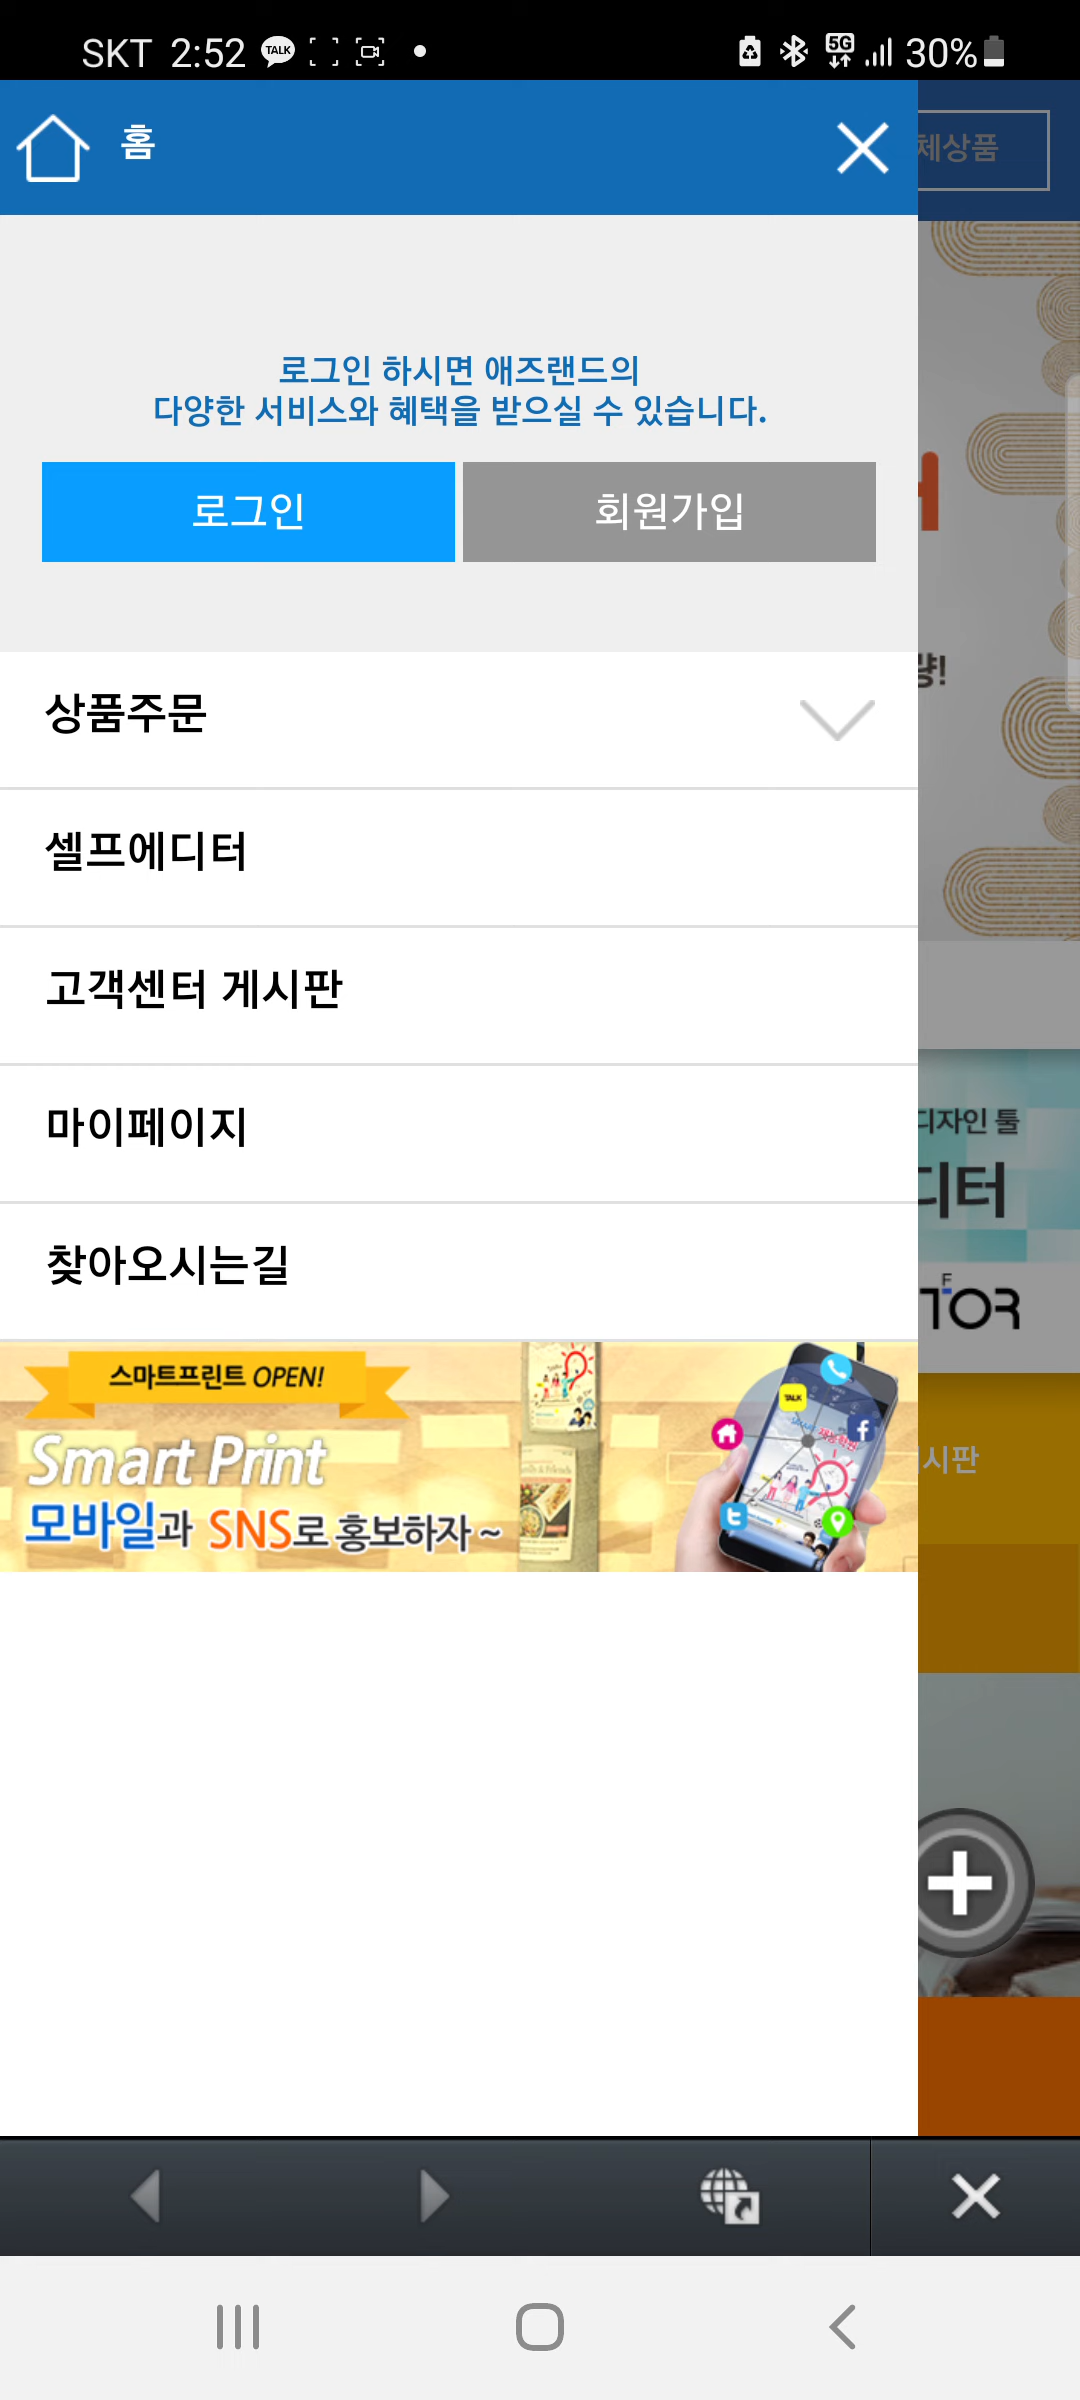 SKT 2:52 TALK 5G 30%
홈
체상품
로그인 하시면 애즈랜드의
다양한 서비스와 혜택을 받으실 수 있습니다.
로그인 회원가입
량!
상품주문
셀프에디터
고객센터 게시판
마이페이지
찾아오시는길
디자인 툴
디터
F
TOR
시판
스마트프린트 OPEN!
Smart Print
모바일과 SNS로 홍보하자~
TALK